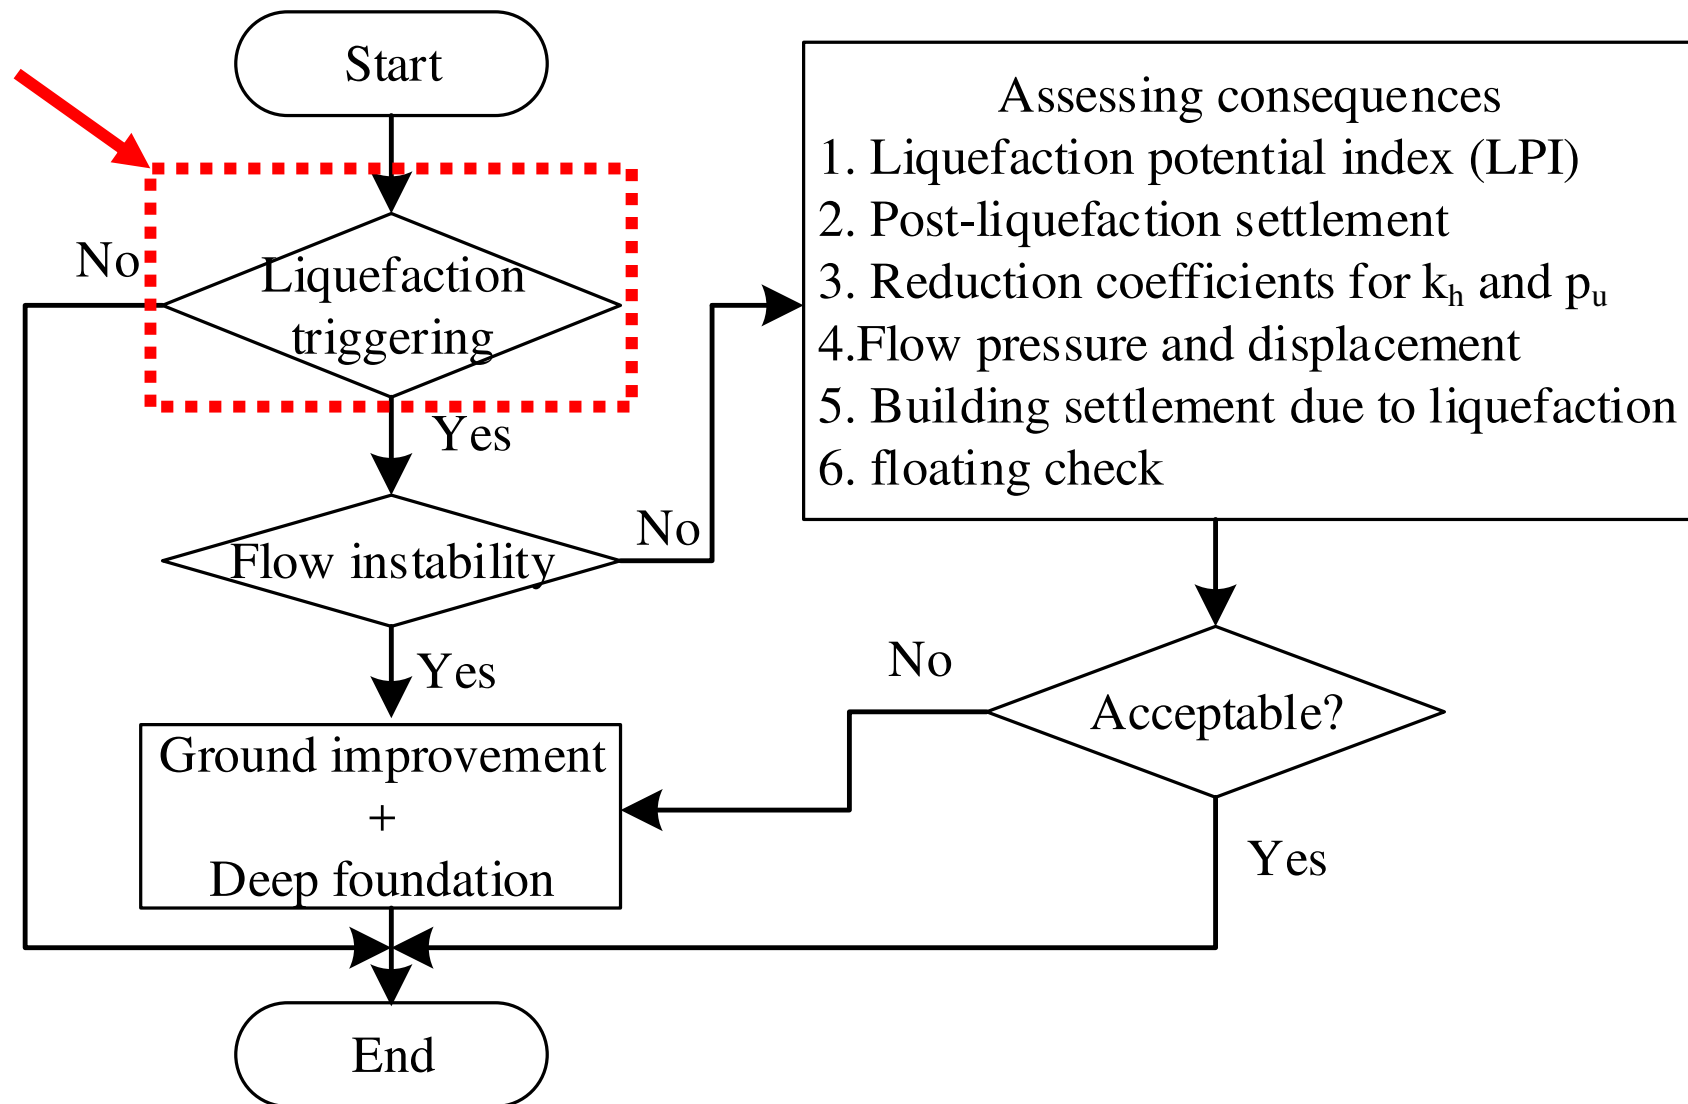 Start
Liquefaction
triggering
No
Yes
Flow instability
No
Yes
Ground improvement
+
Deep foundation
End
Assessing consequences
1. Liquefaction potential index (LPI)
2. Post-liquefaction settlement
3. Reduction coefficients for kₕ and pᵤ
4.Flow pressure and displacement
5. Building settlement due to liquefaction
6. floating check
Acceptable?
No
Yes